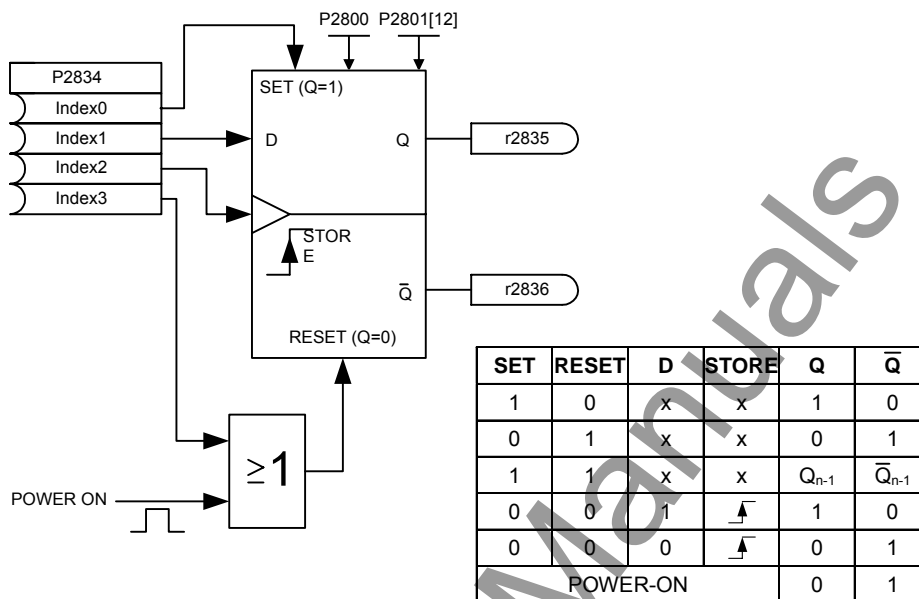 P2800 P2801[12]
P2834
Index0
Index1
Index2
Index3
SET (Q=1)
D Q
STOR
E
Q̅
RESET (Q=0)
r2835
r2836
POWER ON
≥1
SET RESET D STORE Q Q̅
1 0 x x 1 0
0 1 x x 0 1
1 1 x x Qn-1 Q̅n-1
0 0 1 1 0
0 0 0 0 1
POWER-ON 0 1
Manuals